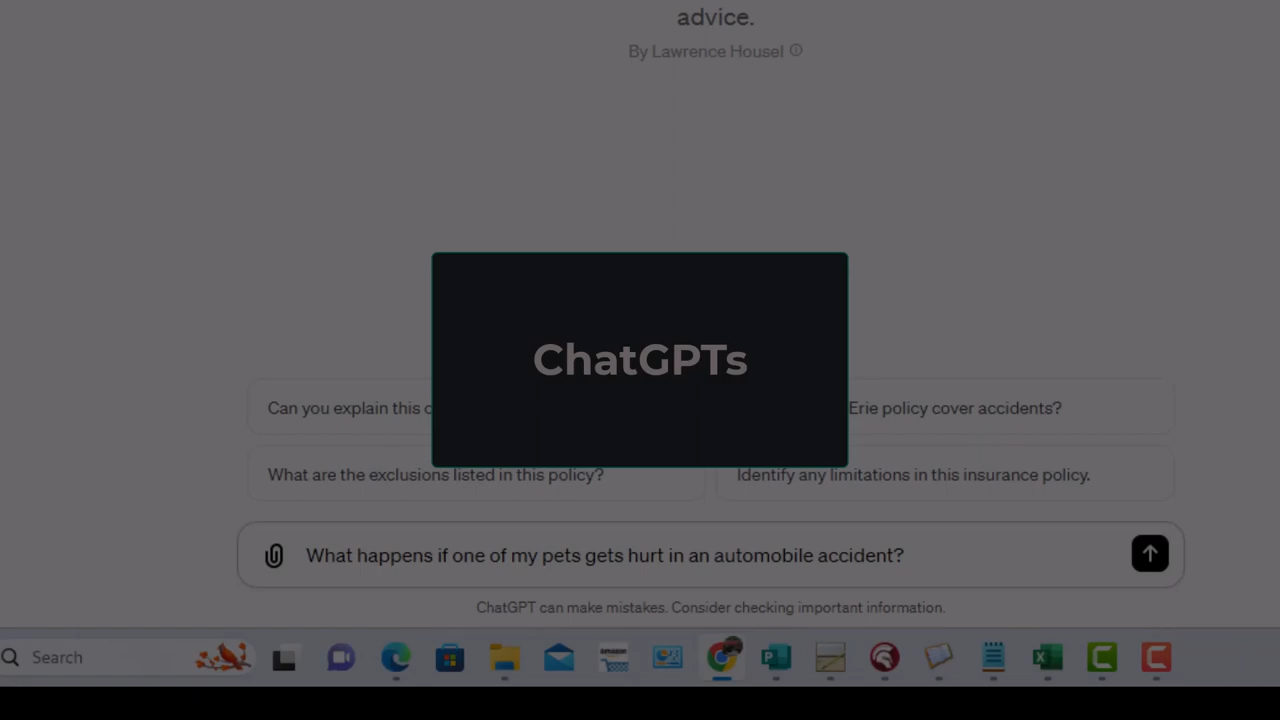 advice.
By Lawrence Housel
ChatGPTs
Can you explain this
Erie policy cover accidents?
What are the exclusions listed in this policy?
Identify any limitations in this insurance policy.
What happens if one of my pets gets hurt in an automobile accident?
ChatGPT can make mistakes. Consider checking important information.
Search